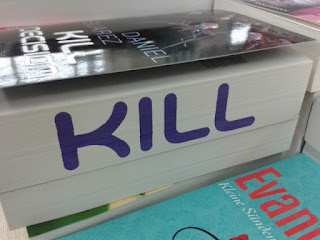 DANIEL
KILL
DECISION
KILL
Evan
Kleine Sünden